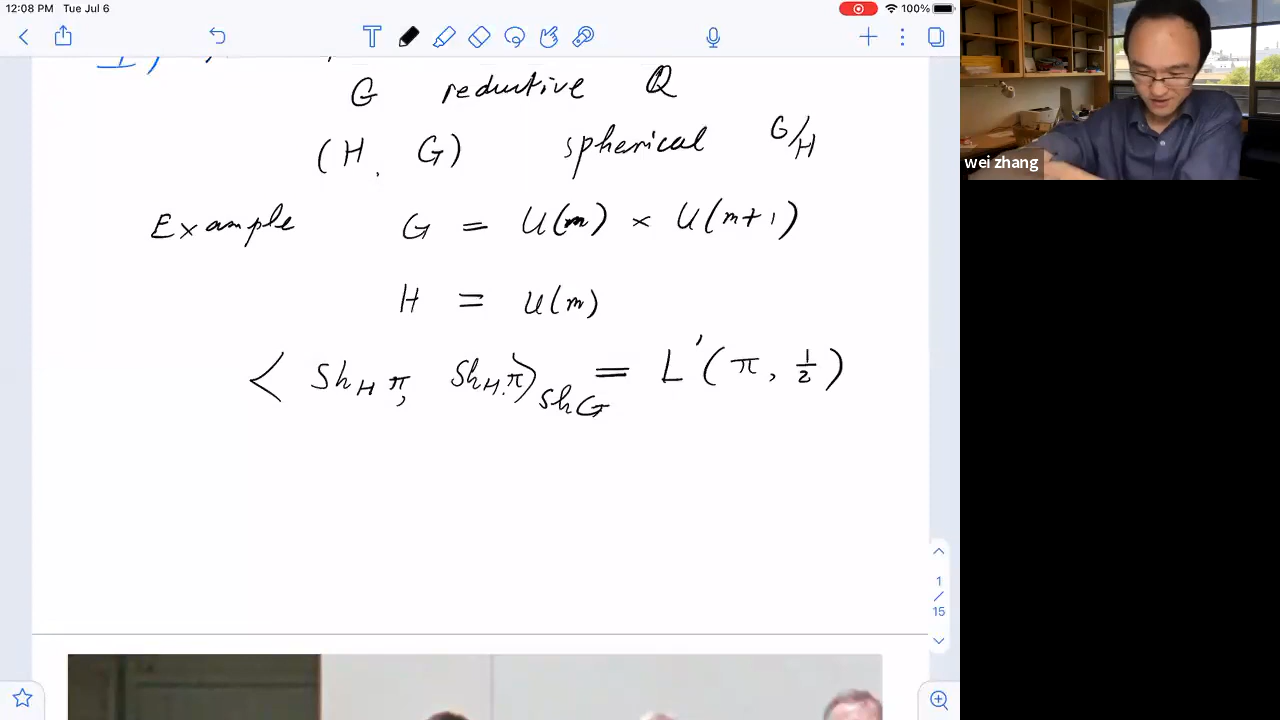 12:08 PM Tue Jul 6
100%
G reductive Q
(H, G) spherical G/H
Example G = U(m) × U(m+1)
H = U(m)
< Sh_H π, Sh_H,π >_Sh_G = L'(π, 1/2)
wei zhang
1
/
15